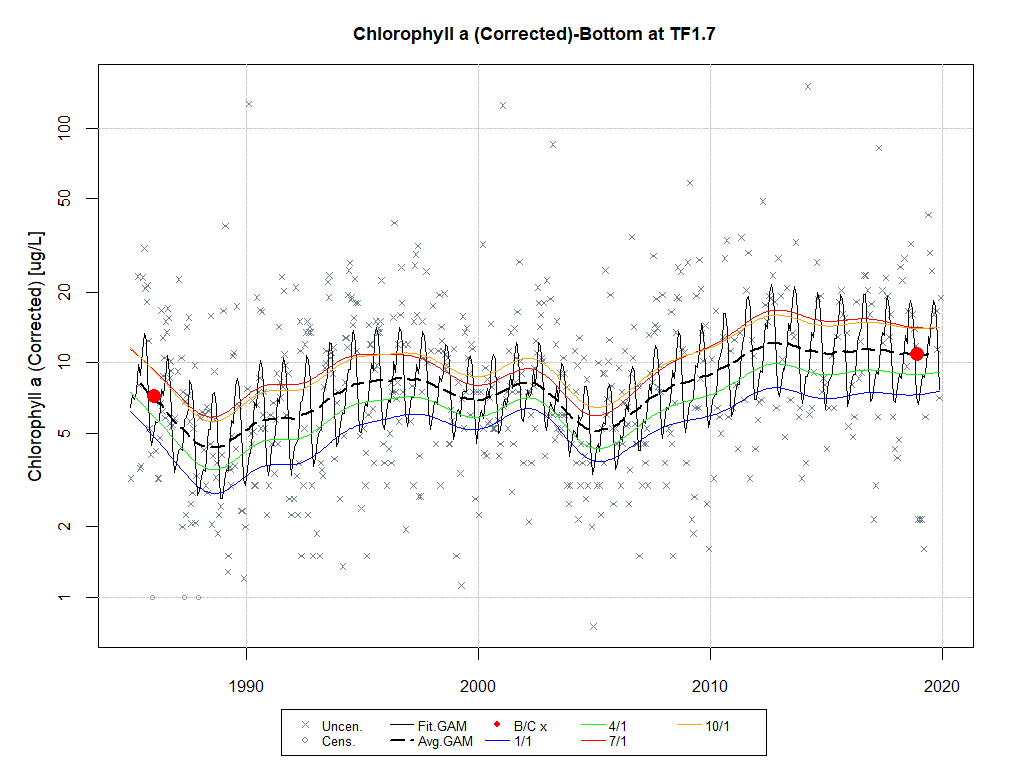 Chlorophyll a (Corrected)-Bottom at TF1.7
Chlorophyll a (Corrected) [ug/L]
100
50
20
10
5
2
1
1990 2000 2010 2020
Uncen. Fit.GAM B/C x 4/1 10/1
Cens. Avg.GAM 1/1 7/1